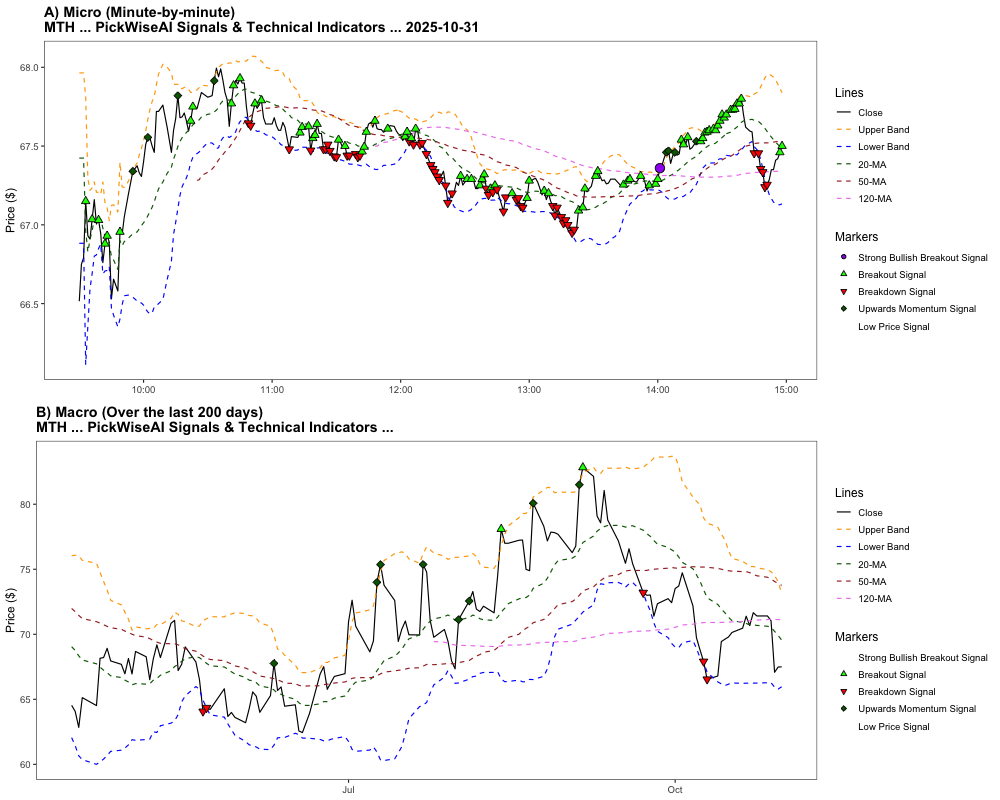 A) Micro (Minute-by-minute)
MTH ... PickWiseAI Signals & Technical Indicators ... 2025-10-31
Price ($)
68.0
67.5
67.0
66.5
10:00
11:00
12:00
13:00
14:00
15:00
Lines
Close
Upper Band
Lower Band
20-MA
50-MA
120-MA
Markers
Strong Bullish Breakout Signal
Breakout Signal
Breakdown Signal
Upwards Momentum Signal
Low Price Signal
B) Macro (Over the last 200 days)
MTH ... PickWiseAI Signals & Technical Indicators ...
Price ($)
80
75
70
65
60
Jul
Oct
Lines
Close
Upper Band
Lower Band
20-MA
50-MA
120-MA
Markers
Strong Bullish Breakout Signal
Breakout Signal
Breakdown Signal
Upwards Momentum Signal
Low Price Signal